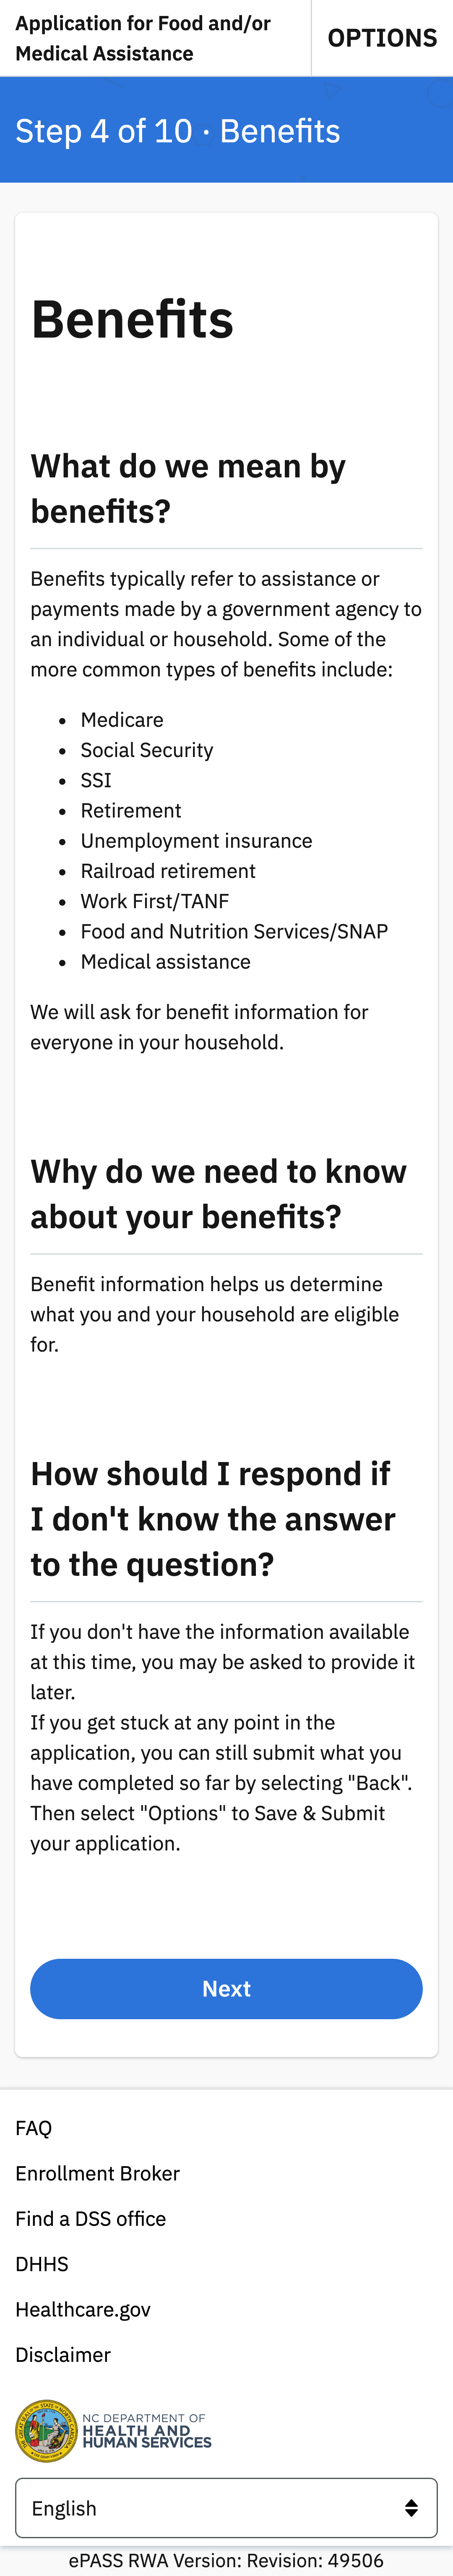 Application for Food and/or
Medical Assistance
OPTIONS
Step 4 of 10 · Benefits
Benefits
What do we mean by
benefits?
Benefits typically refer to assistance or
payments made by a government agency to
an individual or household. Some of the
more common types of benefits include:
• Medicare
• Social Security
• SSI
• Retirement
• Unemployment insurance
• Railroad retirement
• Work First/TANF
• Food and Nutrition Services/SNAP
• Medical assistance
We will ask for benefit information for
everyone in your household.
Why do we need to know
about your benefits?
Benefit information helps us determine
what you and your household are eligible
for.
How should I respond if
I don't know the answer
to the question?
If you don't have the information available
at this time, you may be asked to provide it
later.
If you get stuck at any point in the
application, you can still submit what you
have completed so far by selecting "Back".
Then select "Options" to Save & Submit
your application.
Next
FAQ
Enrollment Broker
Find a DSS office
DHHS
Healthcare.gov
Disclaimer
NC DEPARTMENT OF
HEALTH AND
HUMAN SERVICES
English
ePASS RWA Version: Revision: 49506